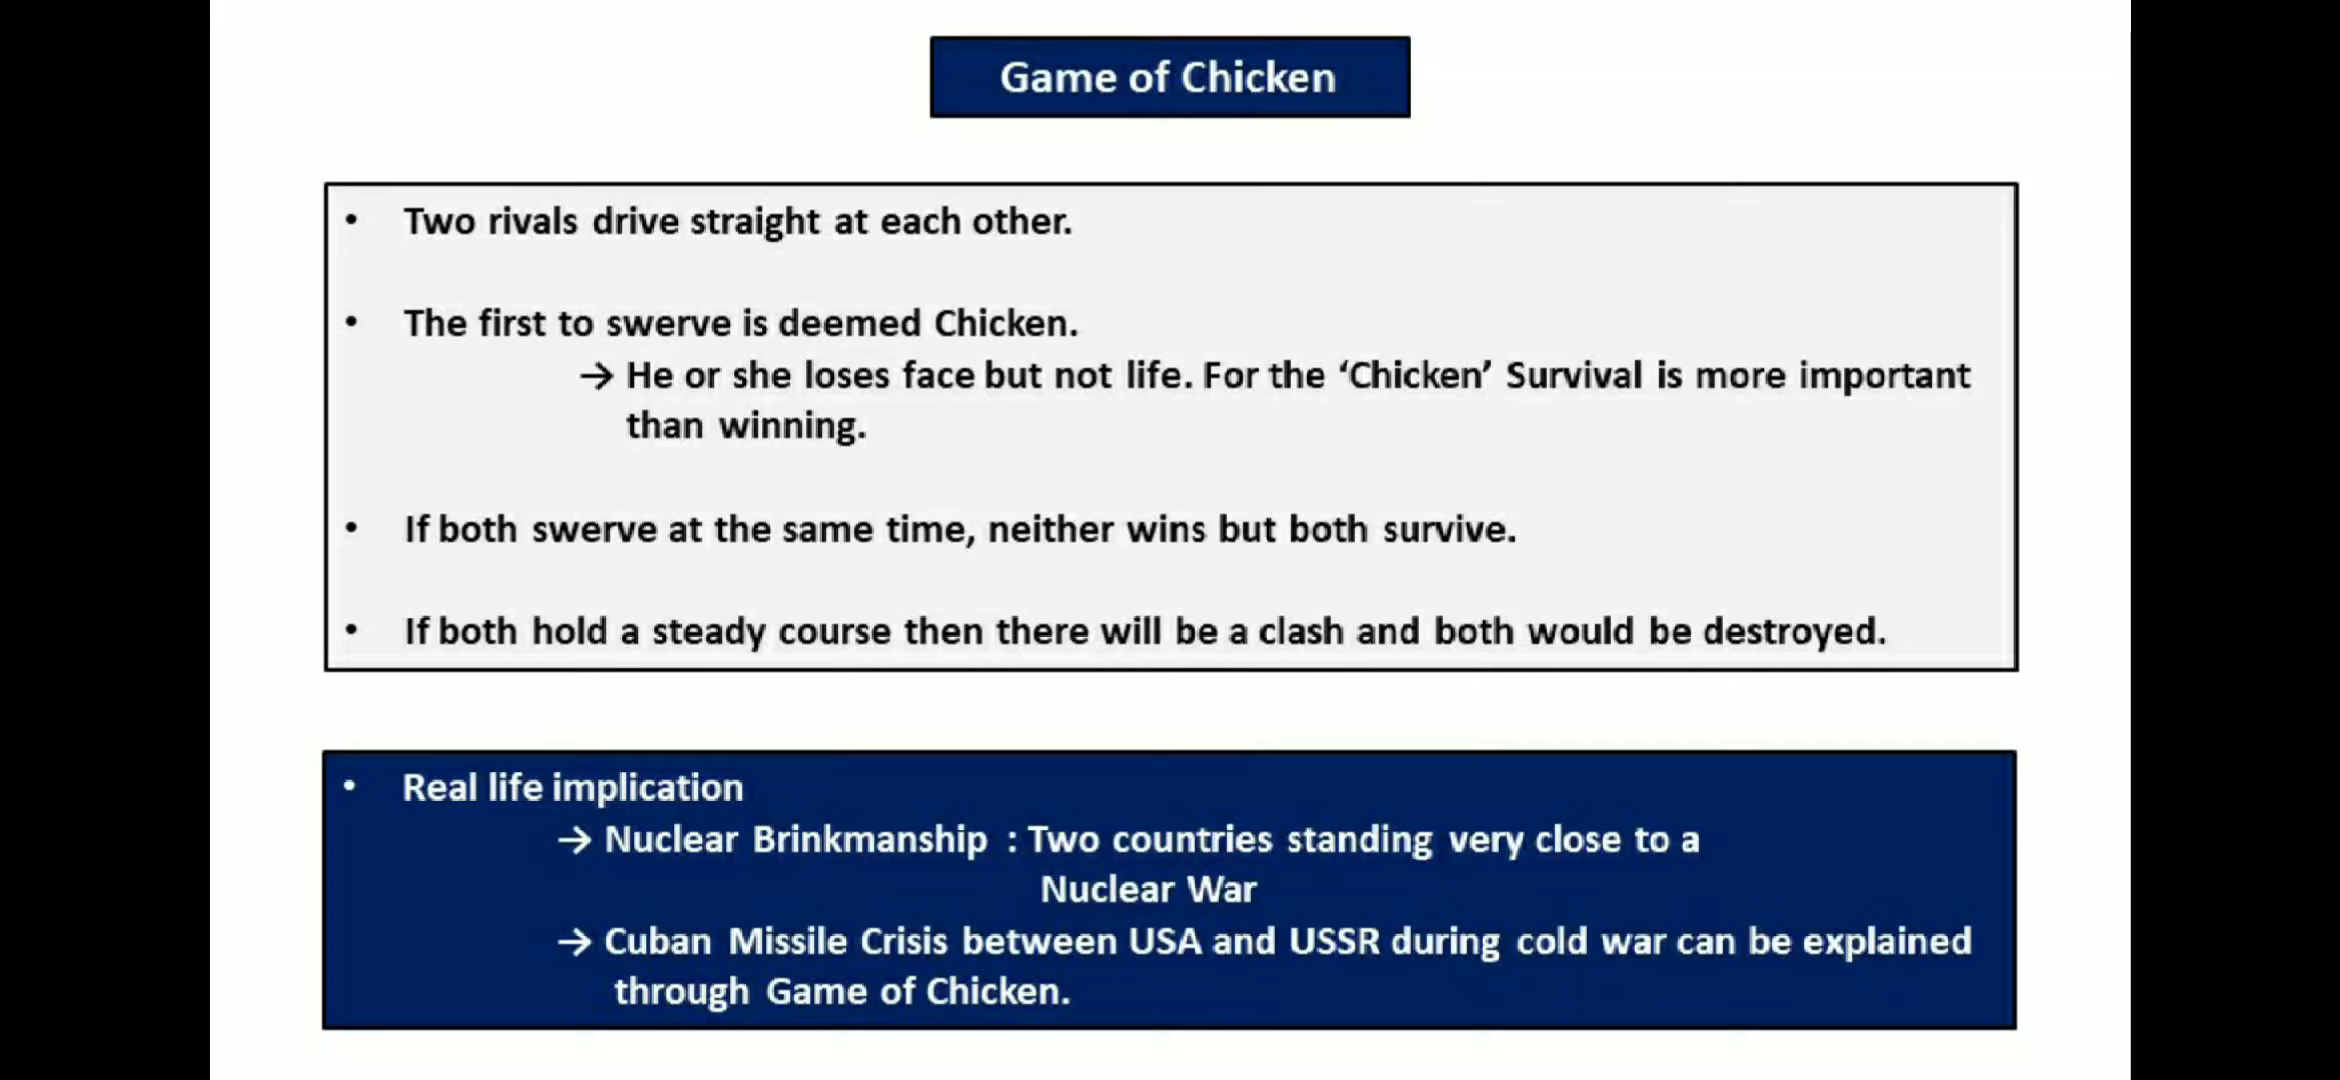 Game of Chicken
• Two rivals drive straight at each other.
• The first to swerve is deemed Chicken.
→ He or she loses face but not life. For the ‘Chicken’ Survival is more important
than winning.
• If both swerve at the same time, neither wins but both survive.
• If both hold a steady course then there will be a clash and both would be destroyed.
• Real life implication
→ Nuclear Brinkmanship : Two countries standing very close to a
Nuclear War
→ Cuban Missile Crisis between USA and USSR during cold war can be explained
through Game of Chicken.